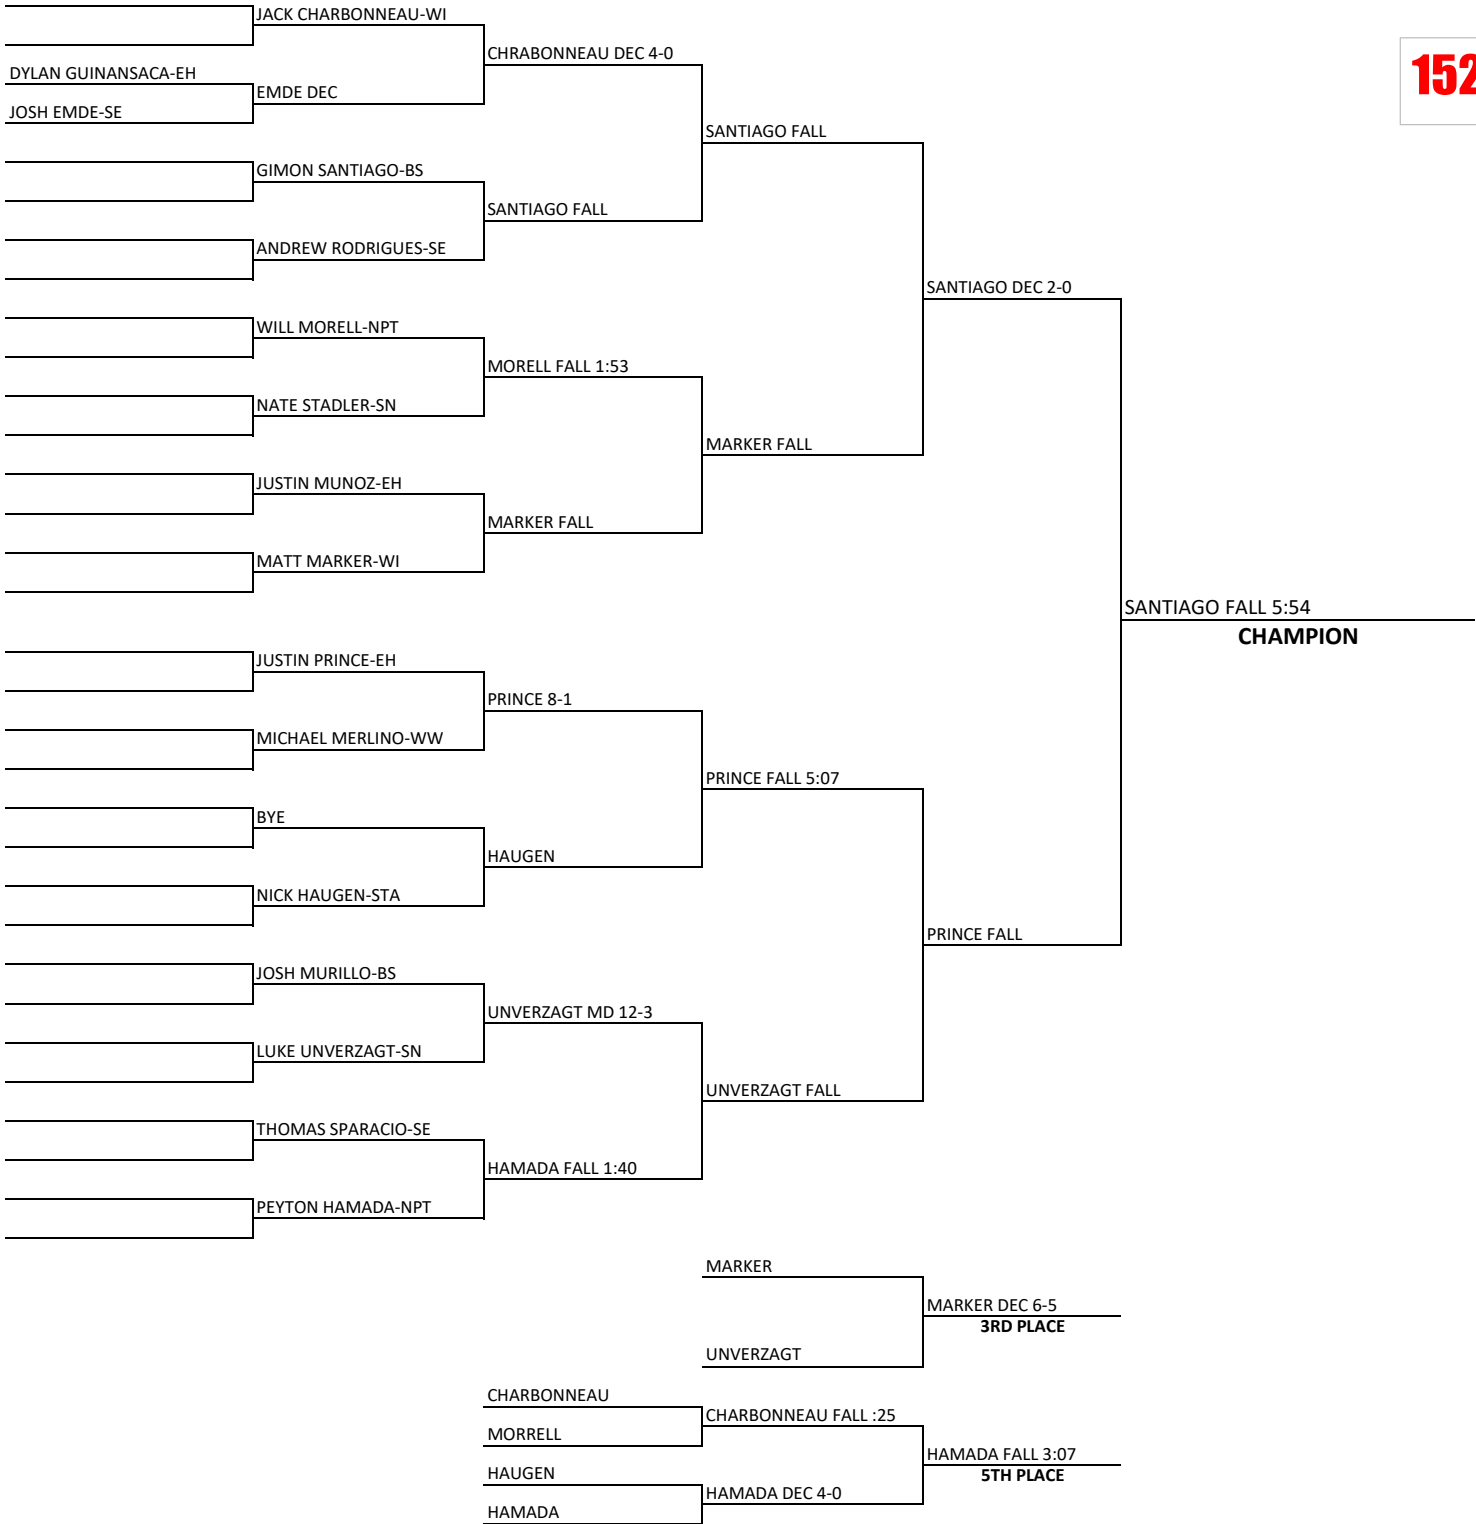 JACK CHARBONNEAU-WI
CHRABONNEAU DEC 4-0
152
DYLAN GUINANSACA-EH
EMDE DEC
JOSH EMDE-SE
SANTIAGO FALL
GIMON SANTIAGO-BS
SANTIAGO FALL
ANDREW RODRIGUES-SE
SANTIAGO DEC 2-0
WILL MORELL-NPT
MORELL FALL 1:53
NATE STADLER-SN
MARKER FALL
JUSTIN MUNOZ-EH
MARKER FALL
MATT MARKER-WI
SANTIAGO FALL 5:54
CHAMPION
JUSTIN PRINCE-EH
PRINCE 8-1
MICHAEL MERLINO-WW
PRINCE FALL 5:07
BYE
HAUGEN
NICK HAUGEN-STA
PRINCE FALL
JOSH MURILLO-BS
UNVERZAGT MD 12-3
LUKE UNVERZAGT-SN
UNVERZAGT FALL
THOMAS SPARACIO-SE
HAMADA FALL 1:40
PEYTON HAMADA-NPT
MARKER
MARKER DEC 6-5
3RD PLACE
UNVERZAGT
CHARBONNEAU
CHARBONNEAU FALL :25
MORRELL
HAMADA FALL 3:07
5TH PLACE
HAUGEN
HAMADA DEC 4-0
HAMADA